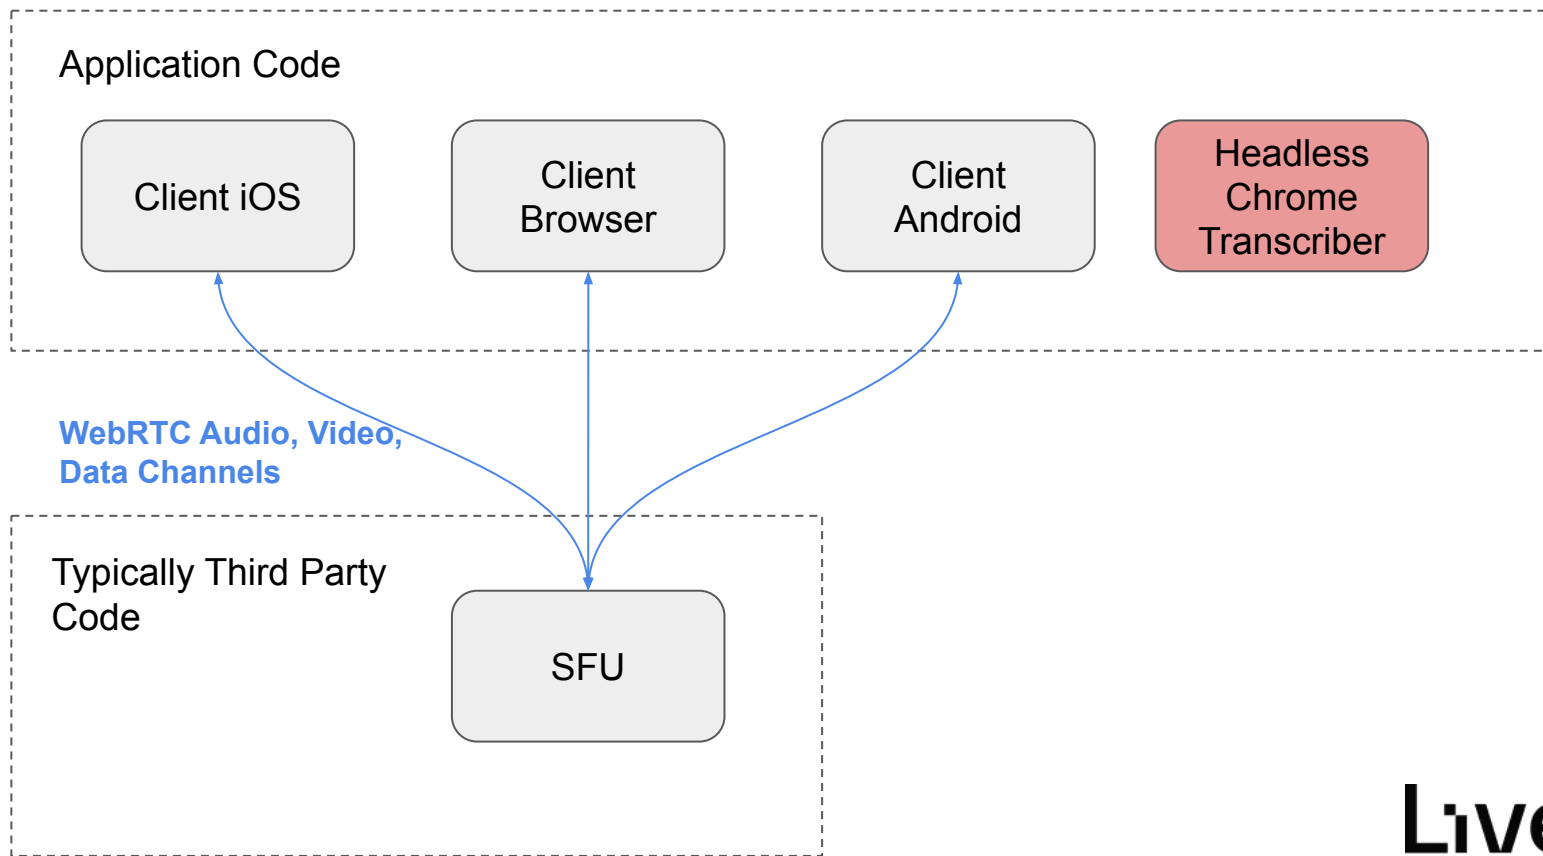 Application Code
Client iOS
Client
Browser
Client
Android
Headless
Chrome
Transcriber
WebRTC Audio, Video,
Data Channels
Typically Third Party
Code
SFU
Live